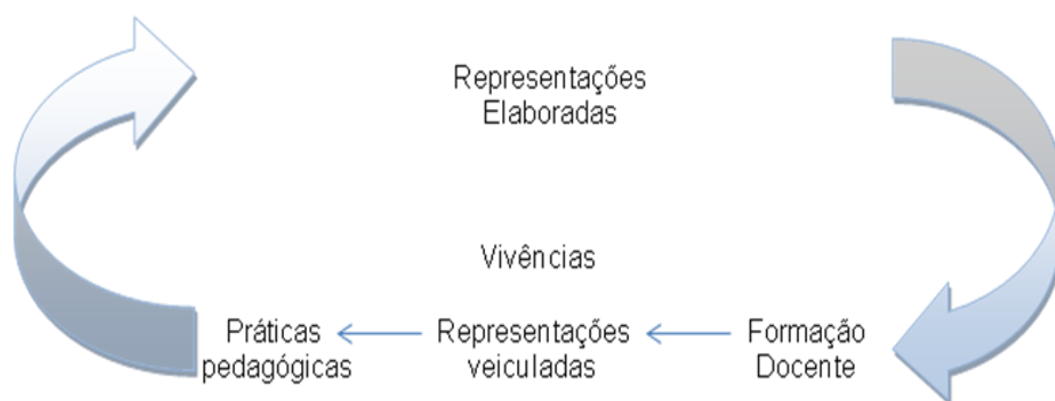 Representações
Elaboradas
Vivências
Práticas
pedagógicas
Representações
veiculadas
Formação
Docente